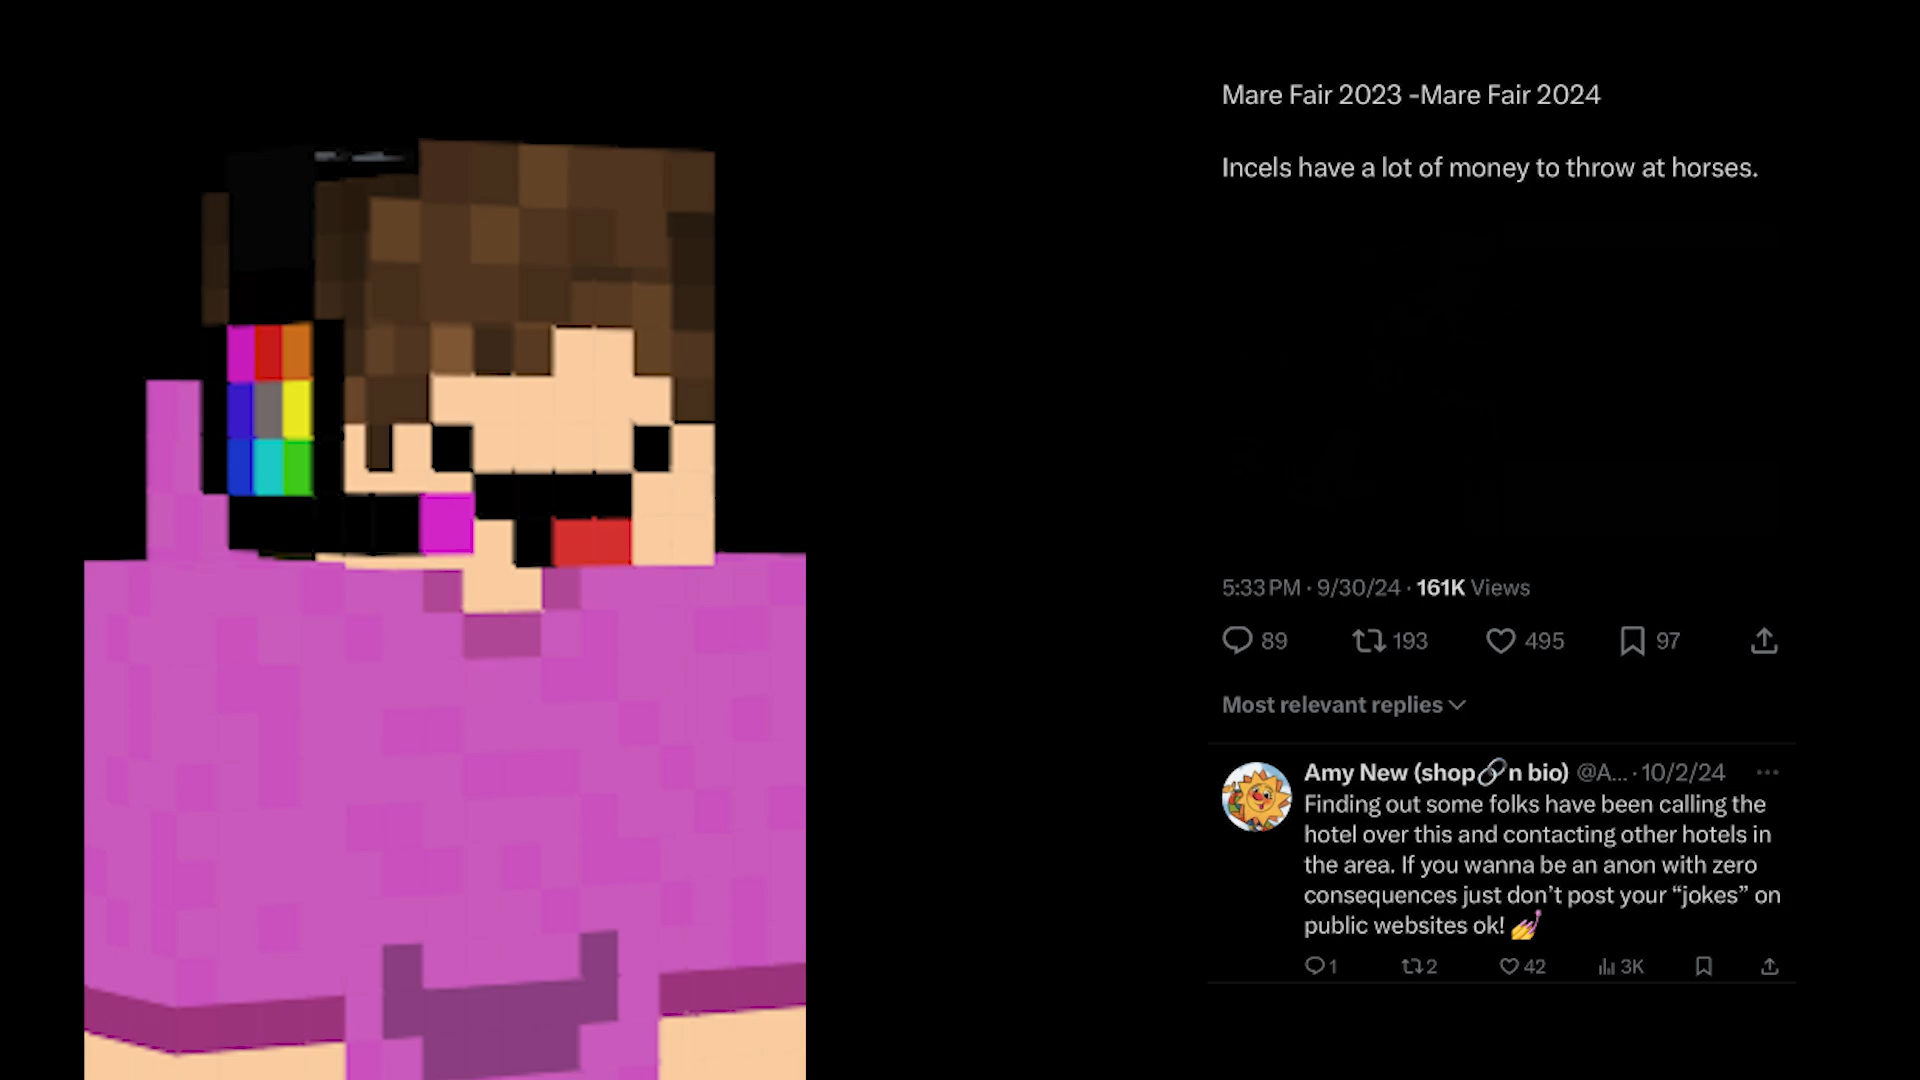 Mare Fair 2023 -Mare Fair 2024
Incels have a lot of money to throw at horses.
5:33 PM · 9/30/24 · 161K Views
89 193 495 97
Most relevant replies
Amy New (shop🔗n bio) @A... · 10/2/24 ···
Finding out some folks have been calling the
hotel over this and contacting other hotels in
the area. If you wanna be an anon with zero
consequences just don’t post your “jokes” on
public websites ok! 💅
1 2 42 3K